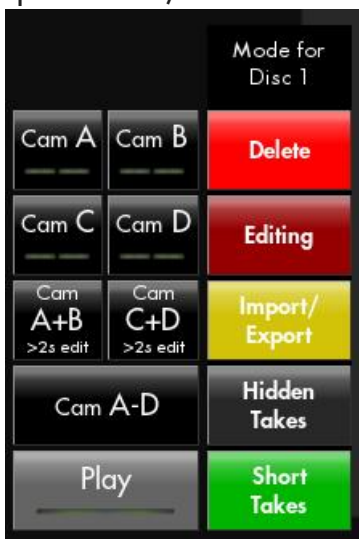 Mode for
Disc 1
Cam A
Cam B
Delete
Cam C
Cam D
Editing
Cam
A+B
>2s edit
Cam
C+D
>2s edit
Import/
Export
Cam A-D
Hidden
Takes
Play
Short
Takes